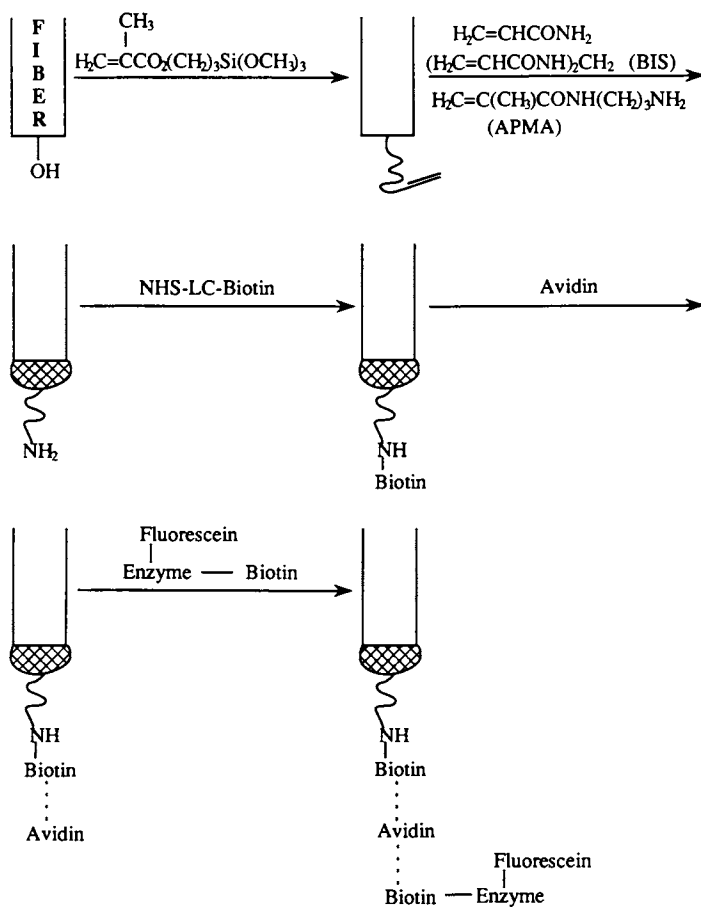 FIBER
OH
CH₃
H₂C=CCO₂(CH₂)₃Si(OCH₃)₃
H₂C=CHCONH₂
(H₂C=CHCONH)₂CH₂ (BIS)
H₂C=C(CH₃)CONH(CH₂)₃NH₂
(APMA)
NH₂
NHS-LC-Biotin
NH
Biotin
Avidin
NH
Biotin
Avidin
Fluorescein
Enzyme — Biotin
NH
Biotin
Avidin
Fluorescein
Biotin — Enzyme